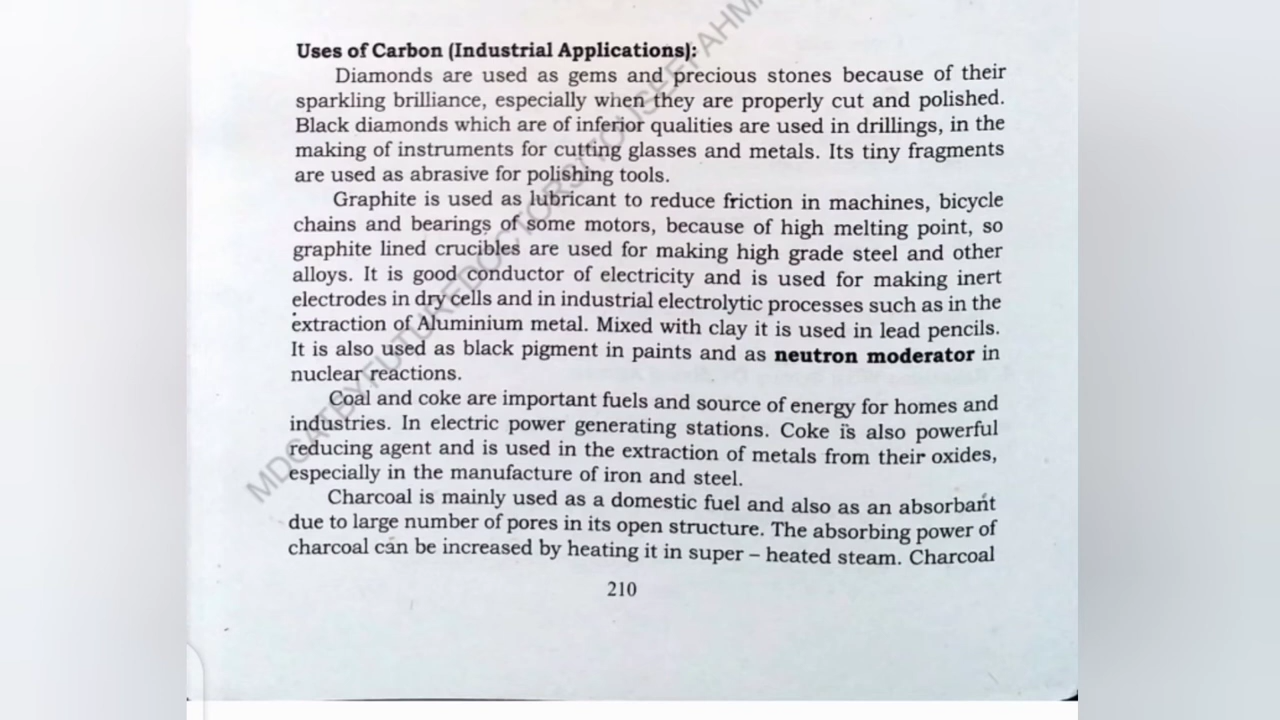 Uses of Carbon (Industrial Applications):
Diamonds are used as gems and precious stones because of their
sparkling brilliance, especially when they are properly cut and polished.
Black diamonds which are of inferior qualities are used in drillings, in the
making of instruments for cutting glasses and metals. Its tiny fragments
are used as abrasive for polishing tools.
Graphite is used as lubricant to reduce friction in machines, bicycle
chains and bearings of some motors, because of high melting point, so
graphite lined crucibles are used for making high grade steel and other
alloys. It is good conductor of electricity and is used for making inert
electrodes in dry cells and in industrial electrolytic processes such as in the
extraction of Aluminium metal. Mixed with clay it is used in lead pencils.
It is also used as black pigment in paints and as neutron moderator in
nuclear reactions.
Coal and coke are important fuels and source of energy for homes and
industries. In electric power generating stations. Coke is also powerful
reducing agent and is used in the extraction of metals from their oxides,
especially in the manufacture of iron and steel.
Charcoal is mainly used as a domestic fuel and also as an absorbant
due to large number of pores in its open structure. The absorbing power of
charcoal can be increased by heating it in super – heated steam. Charcoal
210